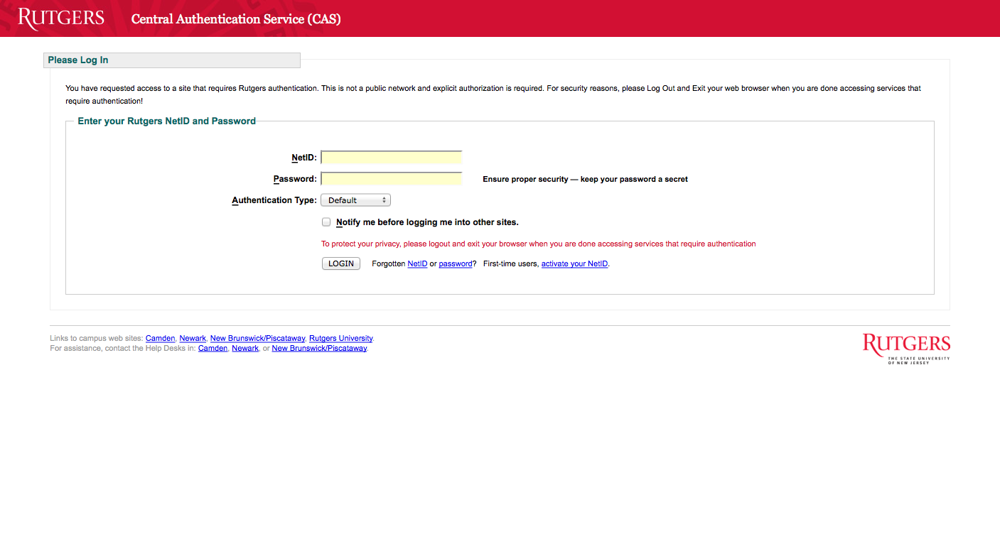 RUTGERS Central Authentication Service (CAS)
Please Log In
You have requested access to a site that requires Rutgers authentication. This is not a public network and explicit authorization is required. For security reasons, please Log Out and Exit your web browser when you are done accessing services that
require authentication!
Enter your Rutgers NetID and Password
NetID:
Password: Ensure proper security — keep your password a secret
Authentication Type: Default
Notify me before logging me into other sites.
To protect your privacy, please logout and exit your browser when you are done accessing services that require authentication
LOGIN Forgotten NetID or password? First-time users, activate your NetID.
Links to campus web sites: Camden, Newark, New Brunswick/Piscataway, Rutgers University.
For assistance, contact the Help Desks in: Camden, Newark, or New Brunswick/Piscataway.
RUTGERS
THE STATE UNIVERSITY
OF NEW JERSEY